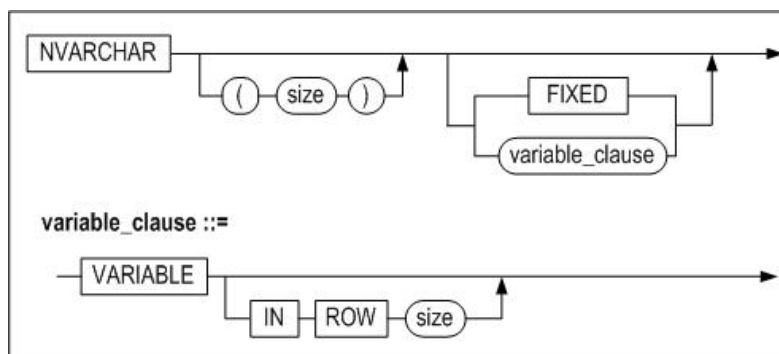 NVARCHAR
( size )
FIXED
variable_clause
variable_clause ::=
VARIABLE
IN ROW size